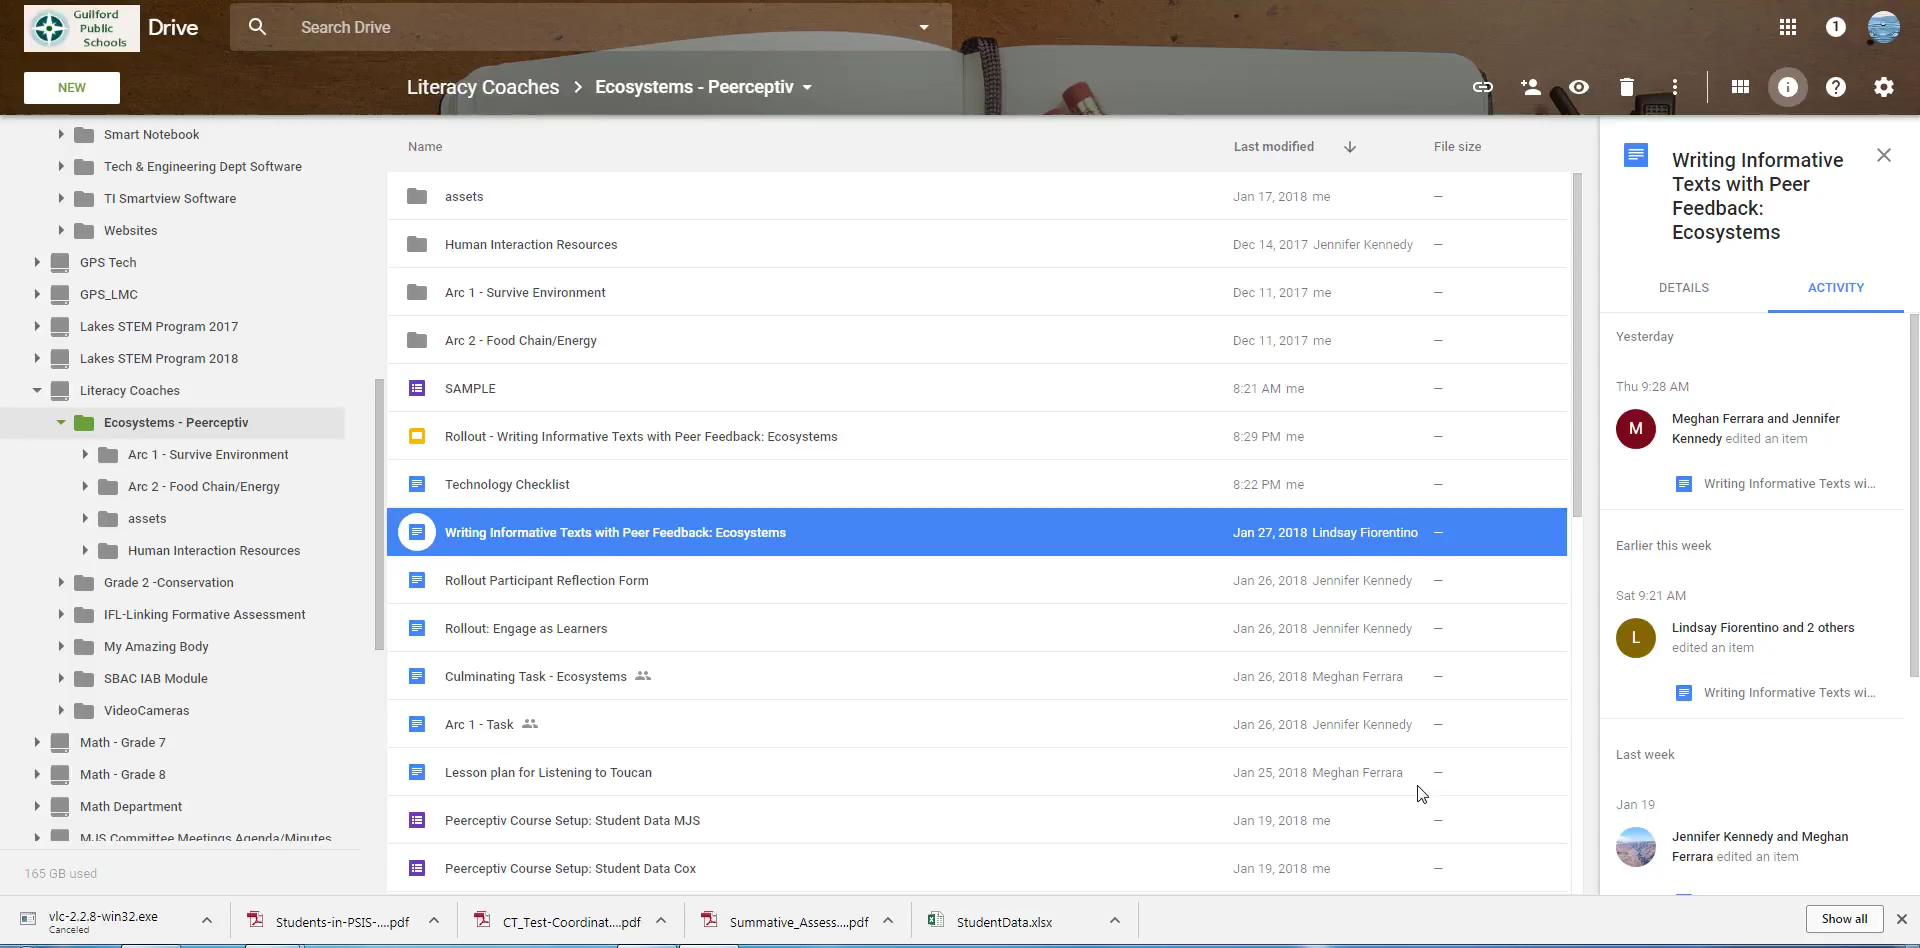 Guilford
Public
Schools
Drive
Search Drive
1
NEW
Literacy Coaches > Ecosystems - Peerceptiv
Smart Notebook
Tech & Engineering Dept Software
TI Smartview Software
Websites
GPS Tech
GPS_LMC
Lakes STEM Program 2017
Lakes STEM Program 2018
Literacy Coaches
Ecosystems - Peerceptiv
Arc 1 - Survive Environment
Arc 2 - Food Chain/Energy
assets
Human Interaction Resources
Grade 2 -Conservation
IFL-Linking Formative Assessment
My Amazing Body
SBAC IAB Module
VideoCameras
Math - Grade 7
Math - Grade 8
Math Department
MJS Committee Meetings Agenda/Minutes
165 GB used
Name Last modified File size
assets Jan 17, 2018 me —
Human Interaction Resources Dec 14, 2017 Jennifer Kennedy —
Arc 1 - Survive Environment Dec 11, 2017 me —
Arc 2 - Food Chain/Energy Dec 11, 2017 me —
SAMPLE 8:21 AM me —
Rollout - Writing Informative Texts with Peer Feedback: Ecosystems 8:29 PM me —
Technology Checklist 8:22 PM me —
Writing Informative Texts with Peer Feedback: Ecosystems Jan 27, 2018 Lindsay Fiorentino —
Rollout Participant Reflection Form Jan 26, 2018 Jennifer Kennedy —
Rollout: Engage as Learners Jan 26, 2018 Jennifer Kennedy —
Culminating Task - Ecosystems Jan 26, 2018 Meghan Ferrara —
Arc 1 - Task Jan 26, 2018 Jennifer Kennedy —
Lesson plan for Listening to Toucan Jan 25, 2018 Meghan Ferrara —
Peerceptiv Course Setup: Student Data MJS Jan 19, 2018 me —
Peerceptiv Course Setup: Student Data Cox Jan 19, 2018 me —
Writing Informative
Texts with Peer
Feedback:
Ecosystems
DETAILS ACTIVITY
Yesterday
Thu 9:28 AM
M
Meghan Ferrara and Jennifer
Kennedy edited an item
Writing Informative Texts wi...
Earlier this week
Sat 9:21 AM
L
Lindsay Fiorentino and 2 others
edited an item
Writing Informative Texts wi...
Last week
Jan 19
Jennifer Kennedy and Meghan
Ferrara edited an item
vlc-2.2.8-win32.exe
Canceled
Students-in-PSIS-....pdf
CT_Test-Coordinat....pdf
Summative_Assess....pdf
StudentData.xlsx
Show all